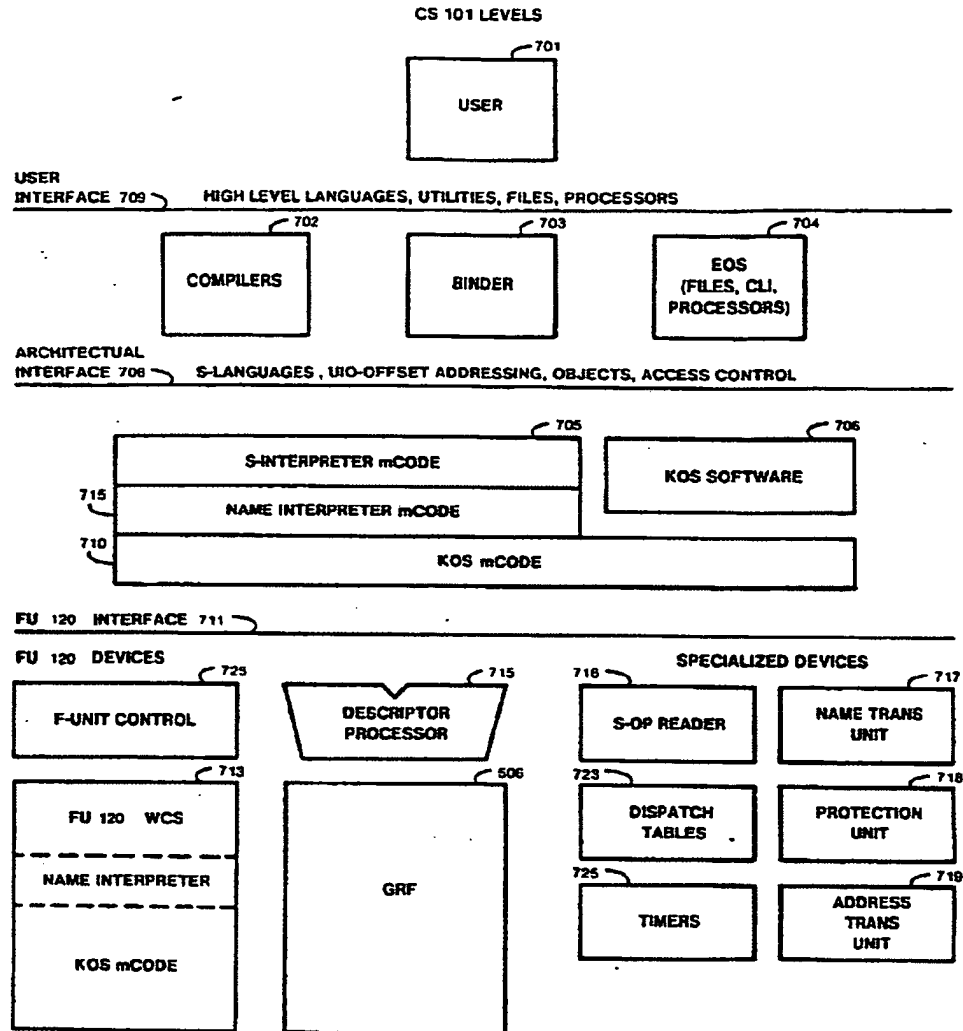 CS 101 LEVELS
701
USER
USER
INTERFACE 709
HIGH LEVEL LANGUAGES, UTILITIES, FILES, PROCESSORS
702
COMPILERS
703
BINDER
704
EOS
(FILES, CLI,
PROCESSORS)
ARCHITECTUAL
INTERFACE 708
S-LANGUAGES , UIO-OFFSET ADDRESSING, OBJECTS, ACCESS CONTROL
705
S-INTERPRETER mCODE
706
KOS SOFTWARE
715
NAME INTERPRETER mCODE
710
KOS mCODE
FU 120 INTERFACE 711
FU 120 DEVICES
SPECIALIZED DEVICES
725
F-UNIT CONTROL
715
DESCRIPTOR
PROCESSOR
716
S-OP READER
717
NAME TRANS
UNIT
713
FU 120 WCS
NAME INTERPRETER
KOS mCODE
506
GRF
723
DISPATCH
TABLES
718
PROTECTION
UNIT
725
TIMERS
719
ADDRESS
TRANS
UNIT